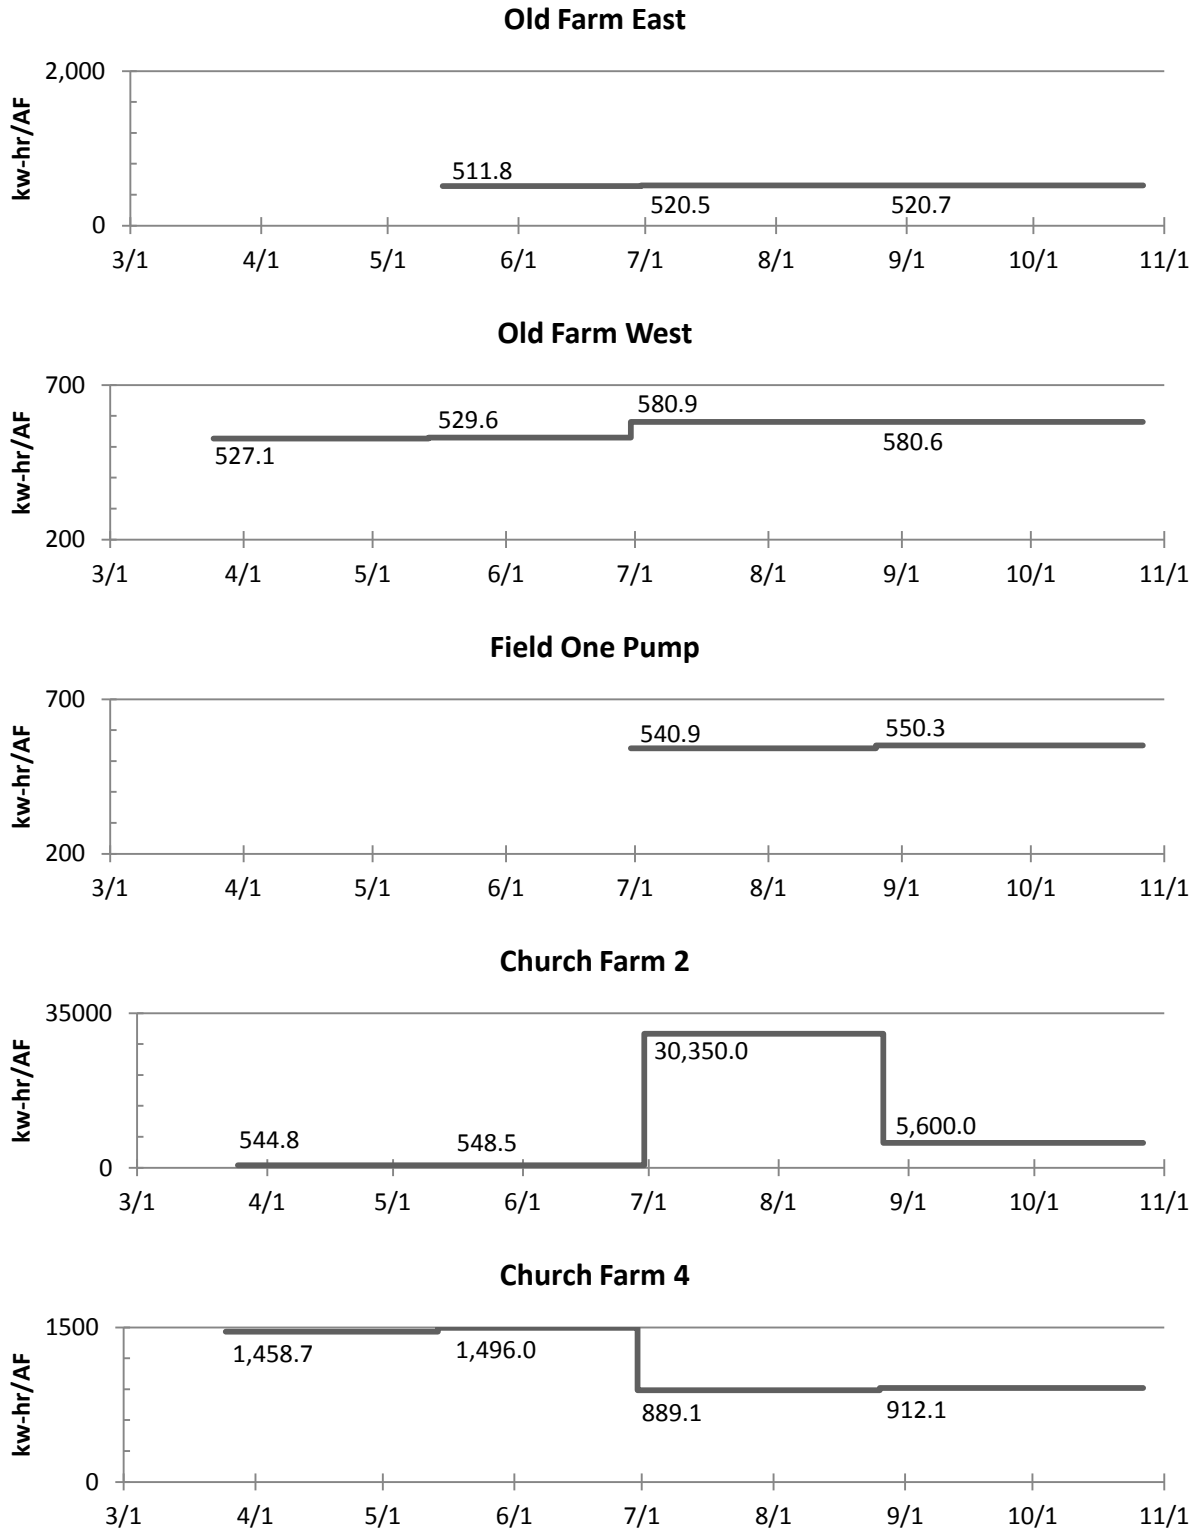 Old Farm East
kw-hr/AF
2,000
0
511.8
520.5
520.7
3/1 4/1 5/1 6/1 7/1 8/1 9/1 10/1 11/1
Old Farm West
kw-hr/AF
700
200
527.1
529.6
580.9
580.6
3/1 4/1 5/1 6/1 7/1 8/1 9/1 10/1 11/1
Field One Pump
kw-hr/AF
700
200
540.9
550.3
3/1 4/1 5/1 6/1 7/1 8/1 9/1 10/1 11/1
Church Farm 2
kw-hr/AF
35000
0
544.8
548.5
30,350.0
5,600.0
3/1 4/1 5/1 6/1 7/1 8/1 9/1 10/1 11/1
Church Farm 4
kw-hr/AF
1500
0
1,458.7
1,496.0
889.1
912.1
3/1 4/1 5/1 6/1 7/1 8/1 9/1 10/1 11/1